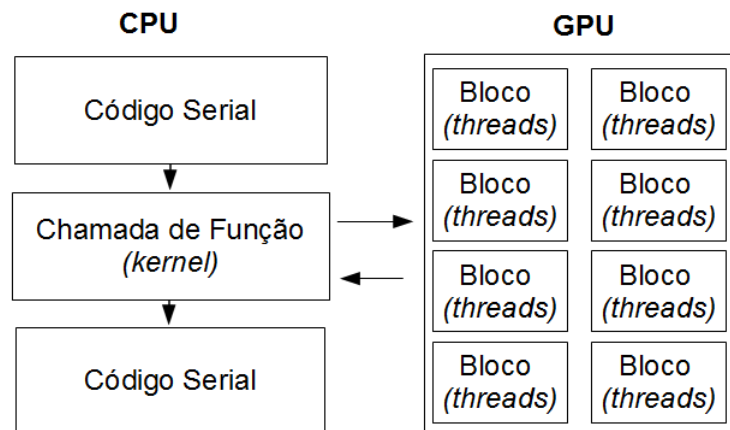 CPU
Código Serial
Chamada de Função
(kernel)
Código Serial
GPU
Bloco
(threads)
Bloco
(threads)
Bloco
(threads)
Bloco
(threads)
Bloco
(threads)
Bloco
(threads)
Bloco
(threads)
Bloco
(threads)